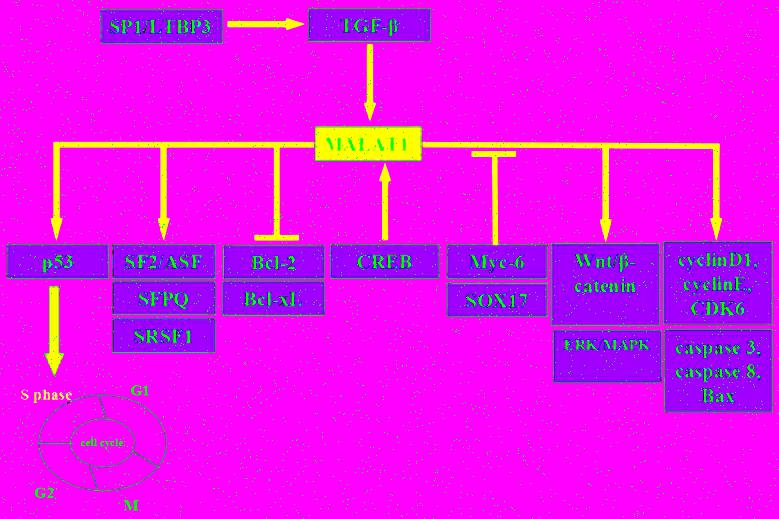 SP1/LTBP3
TGF-β
MALAT1
p53
SF2/ASF
Bcl-2
CREB
Myc-6
Wnt/β-
catenin
cyclinD1,
cyclinE,
CDK6
SFPQ
Bcl-xL
SOX17
SRSF1
ERK/MAPK
caspase 3,
caspase 8,
Bax
S phase
G1
cell cycle
G2
M